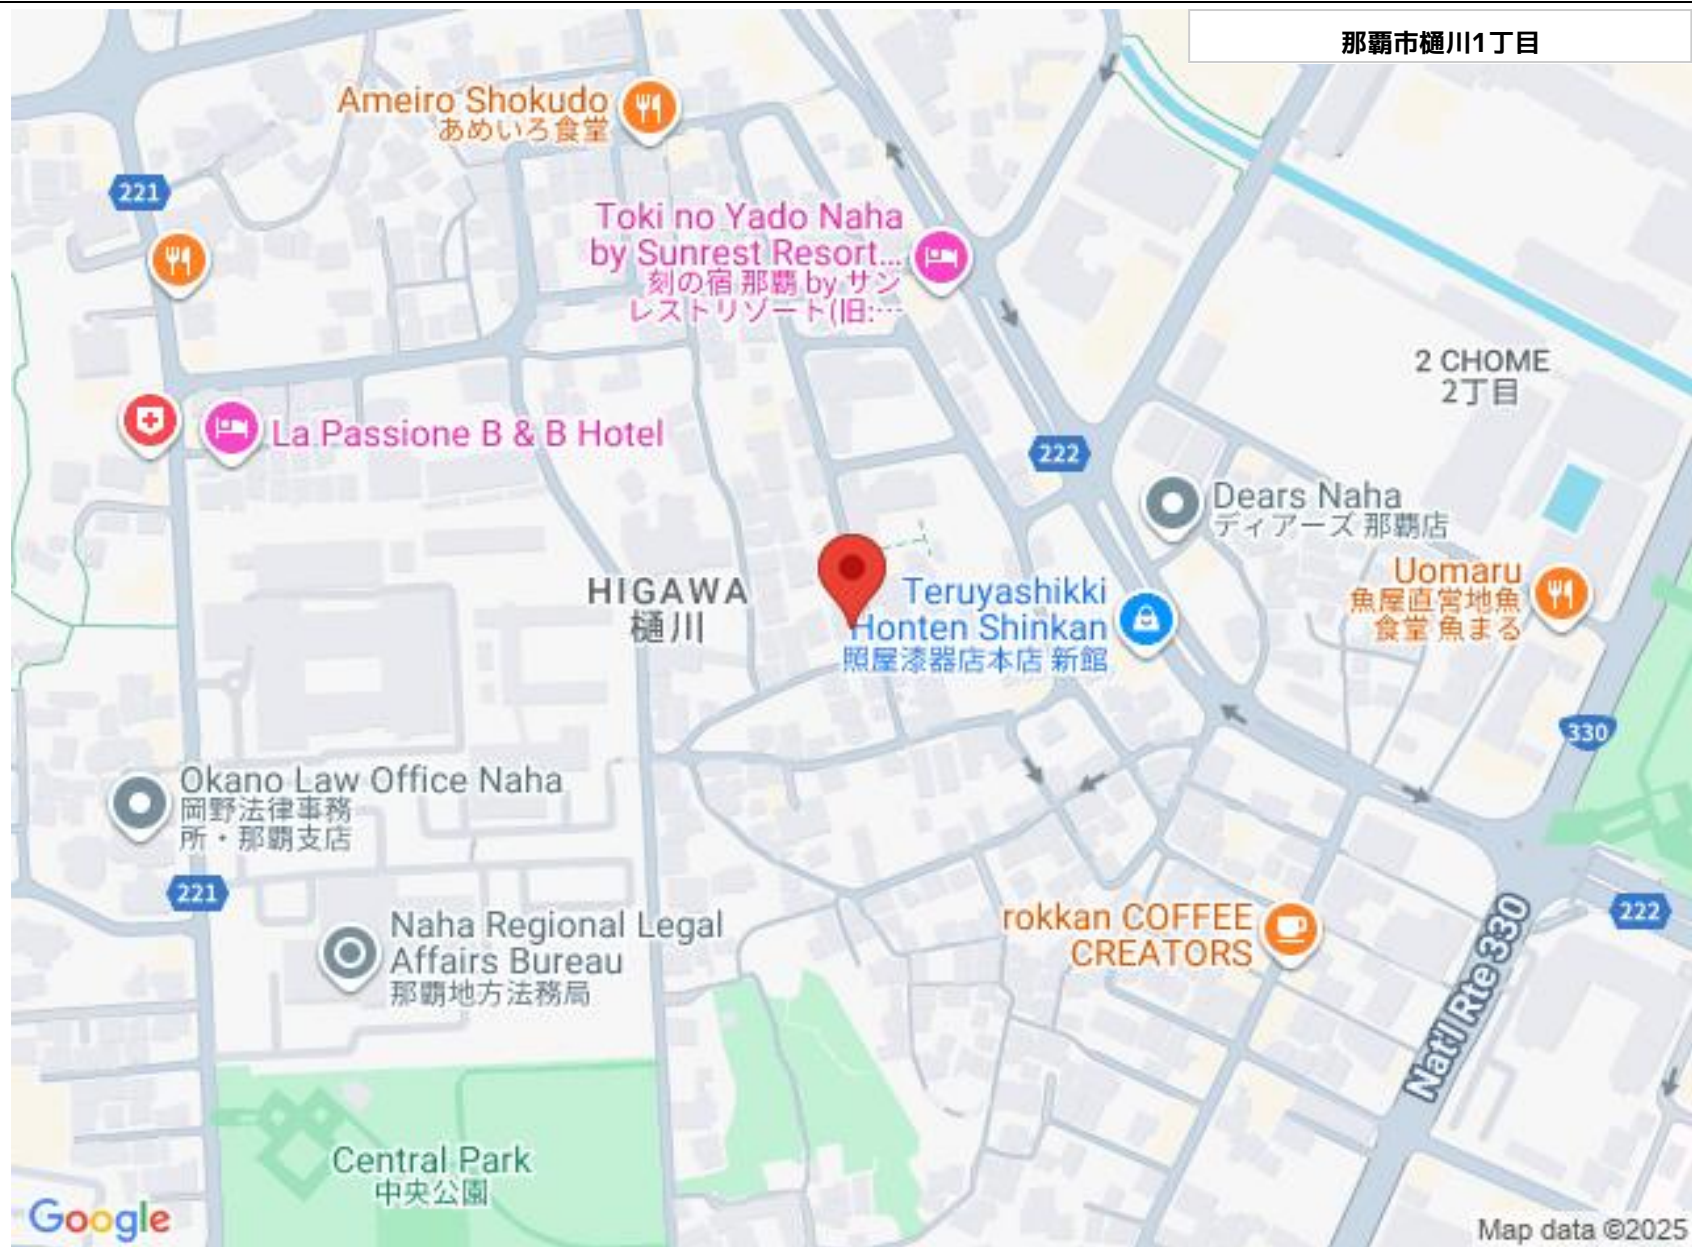 那覇市樋川1丁目
Ameiro Shokudo
あめいろ食堂
221
Toki no Yado Naha
by Sunrest Resort...
刻の宿 那覇 by サン
レストリゾート(旧:…
2 CHOME
2丁目
La Passione B & B Hotel
222
Dears Naha
ディアーズ 那覇店
HIGAWA
樋川
Teruyashikki
Honten Shinkan
照屋漆器店本店 新館
Uomaru
魚屋直営地魚
食堂 魚まる
330
Okano Law Office Naha
岡野法律事務
所・那覇支店
221
Naha Regional Legal
Affairs Bureau
那覇地方法務局
rokkan COFFEE
CREATORS
222
Nat'l Rte 330
Central Park
中央公園
Google
Map data ©2025